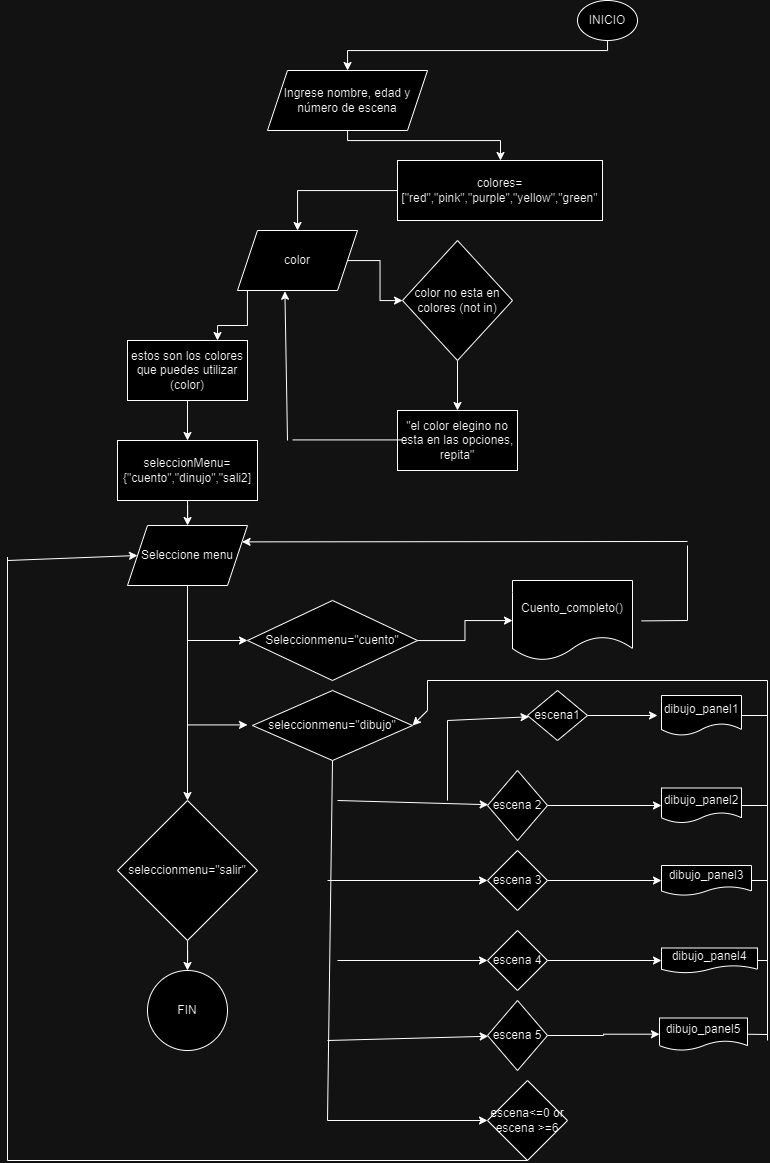 INICIO
Ingrese nombre, edad y
número de escena
colores=
["red","pink","purple","yellow","green"
color
color no esta en
colores (not in)
estos son los colores
que puedes utilizar
(color)
"el color elegino no
esta en las opciones,
repita"
seleccionMenu=
{"cuento","dinujo","sali2]
Seleccione menu
Seleccionmenu="cuento"
Cuento_completo()
seleccionmenu="dibujo"
escena1
dibujo_panel1
escena 2
dibujo_panel2
seleccionmenu="salir"
escena 3
dibujo_panel3
escena 4
dibujo_panel4
FIN
escena 5
dibujo_panel5
escena<=0 or
escena >=6